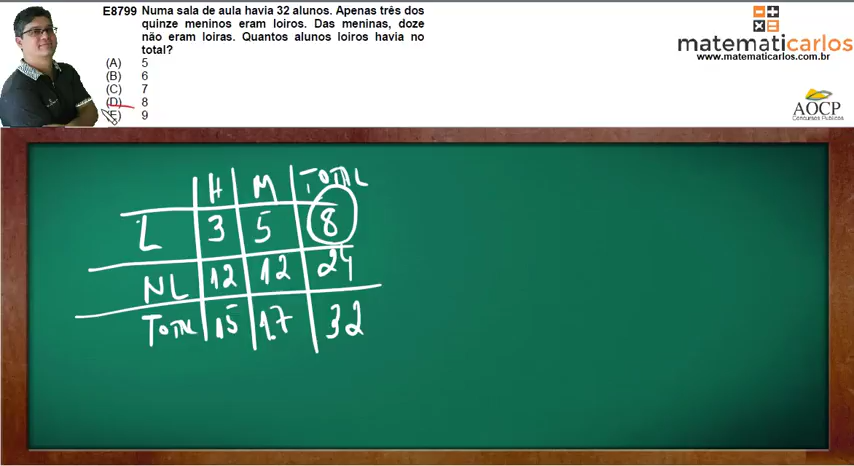 E8799 Numa sala de aula havia 32 alunos. Apenas três dos
quinze meninos eram loiros. Das meninas, doze
não eram loiras. Quantos alunos loiros havia no
total?
(A) 5
(B) 6
(C) 7
(D) 8
(E) 9
matematicarlos
www.matematicarlos.com.br
AOCP
Concursos Públicos
H M TOTAL
L 3 5 8
NL 12 12 24
TOTAL 15 17 32